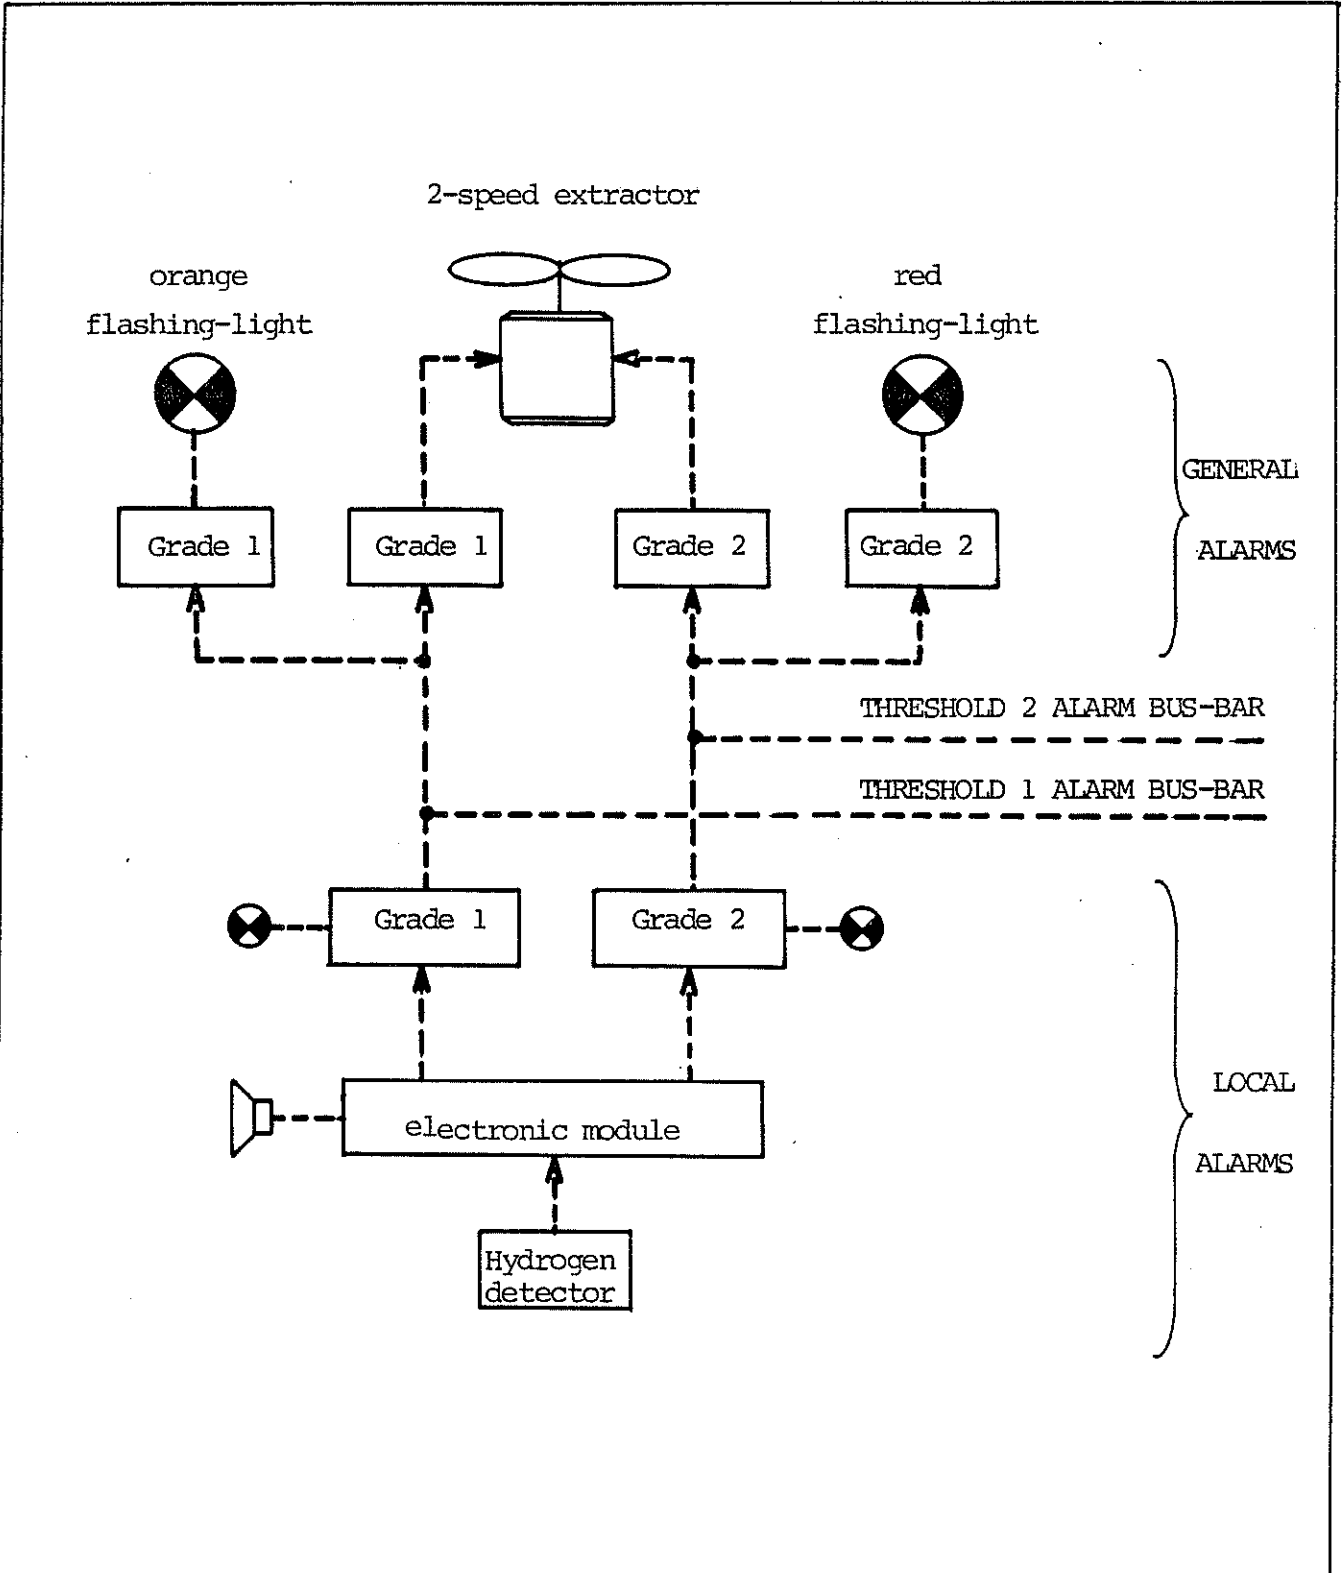 2-speed extractor
orange
flashing-light
red
flashing-light
GENERAL
ALARMS
Grade 1
Grade 1
Grade 2
Grade 2
THRESHOLD 2 ALARM BUS-BAR
THRESHOLD 1 ALARM BUS-BAR
Grade 1
Grade 2
LOCAL
ALARMS
electronic module
Hydrogen
detector